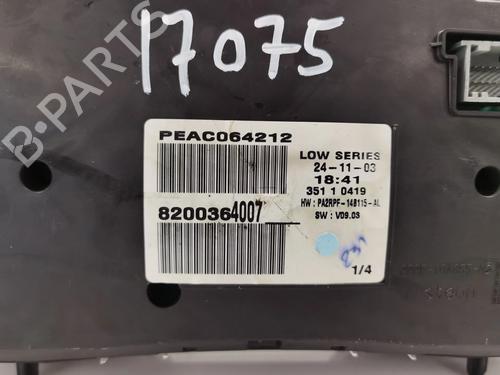 17075
B-PARTS
PEAC064212
LOW SERIES
24-11-03
18:41
351 1 0419
HW : PA2RPF-14B115-AL
SW : V09.03
8200364007
1/4